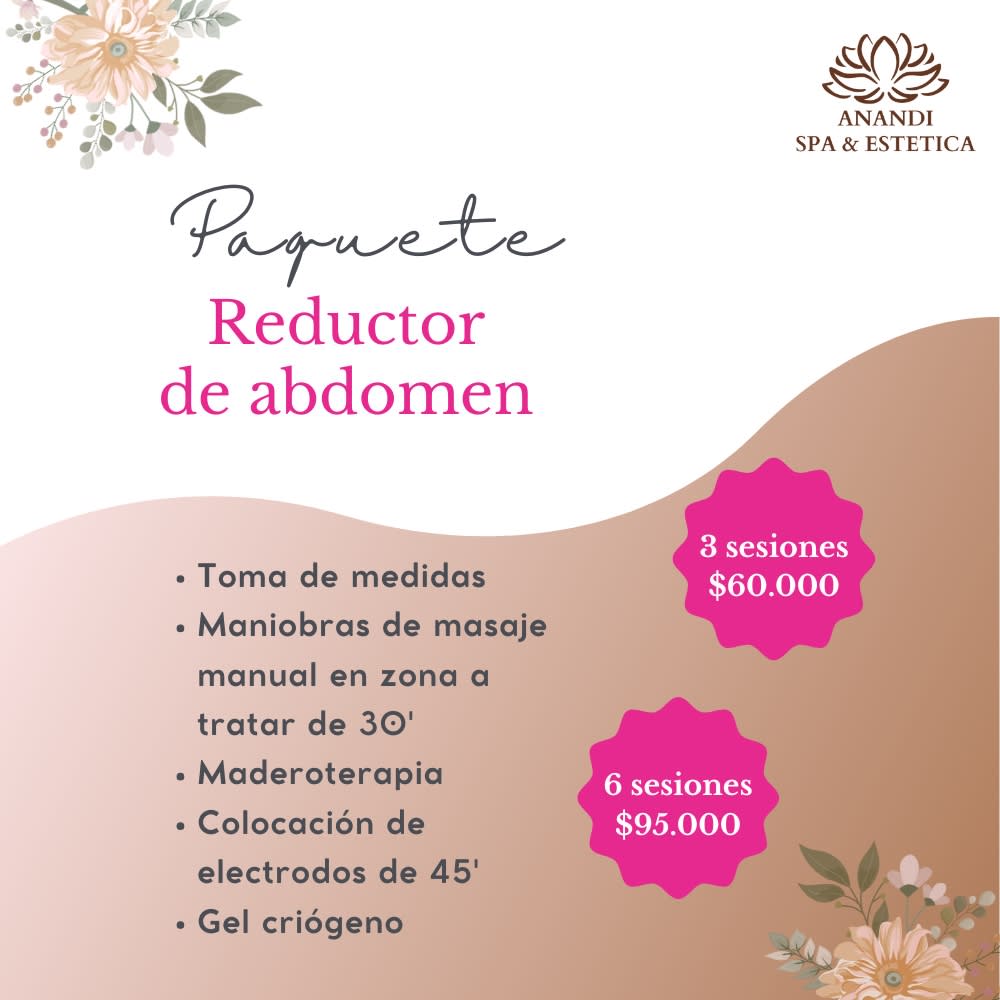 ANANDI
SPA & ESTETICA
Paquete
Reductor
de abdomen
3 sesiones
$60.000
• Toma de medidas
• Maniobras de masaje
manual en zona a
tratar de 30'
• Maderoterapia
• Colocación de
electrodos de 45'
• Gel criógeno
6 sesiones
$95.000